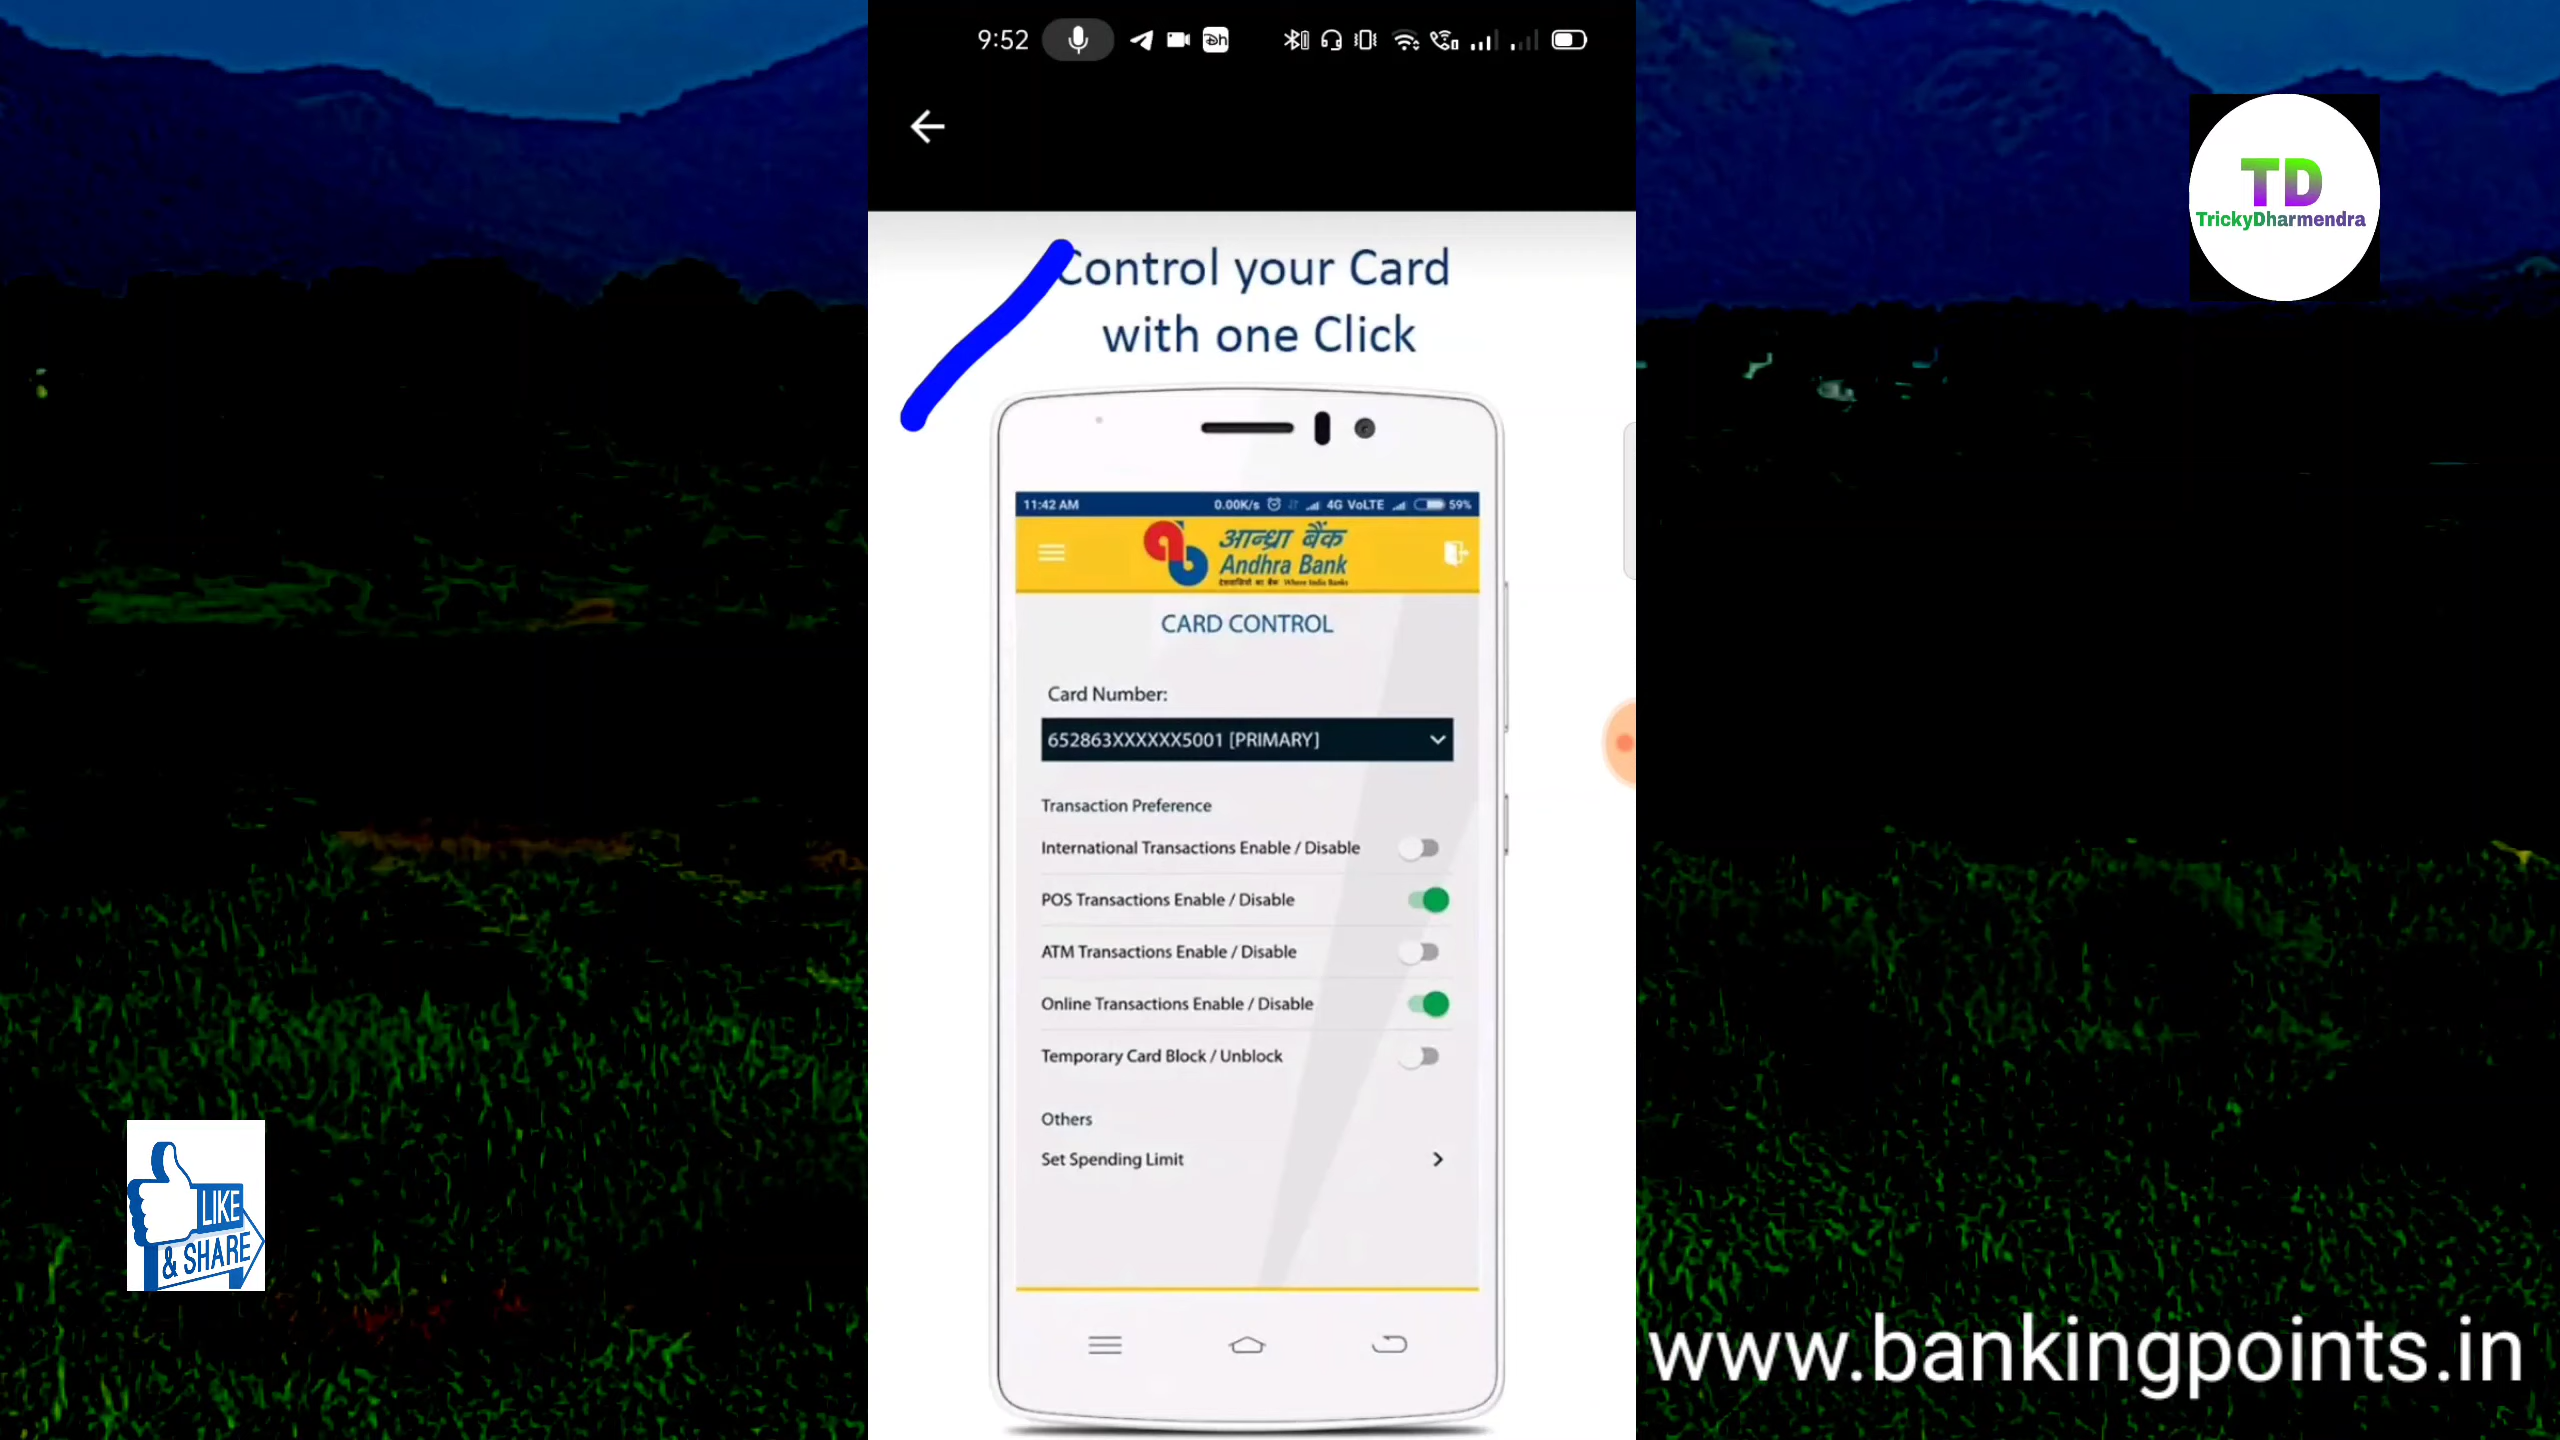 9:52
TD
TrickyDharmendra
Control your Card
with one Click
11:42 AM 0.00K/s 4G VoLTE 59%
आन्ध्रा बैंक
Andhra Bank
Where India Banks
CARD CONTROL
Card Number:
652863XXXXXX5001 [PRIMARY]
Transaction Preference
International Transactions Enable / Disable
POS Transactions Enable / Disable
ATM Transactions Enable / Disable
Online Transactions Enable / Disable
Temporary Card Block / Unblock
Others
Set Spending Limit
LIKE
& SHARE
www.bankingpoints.in